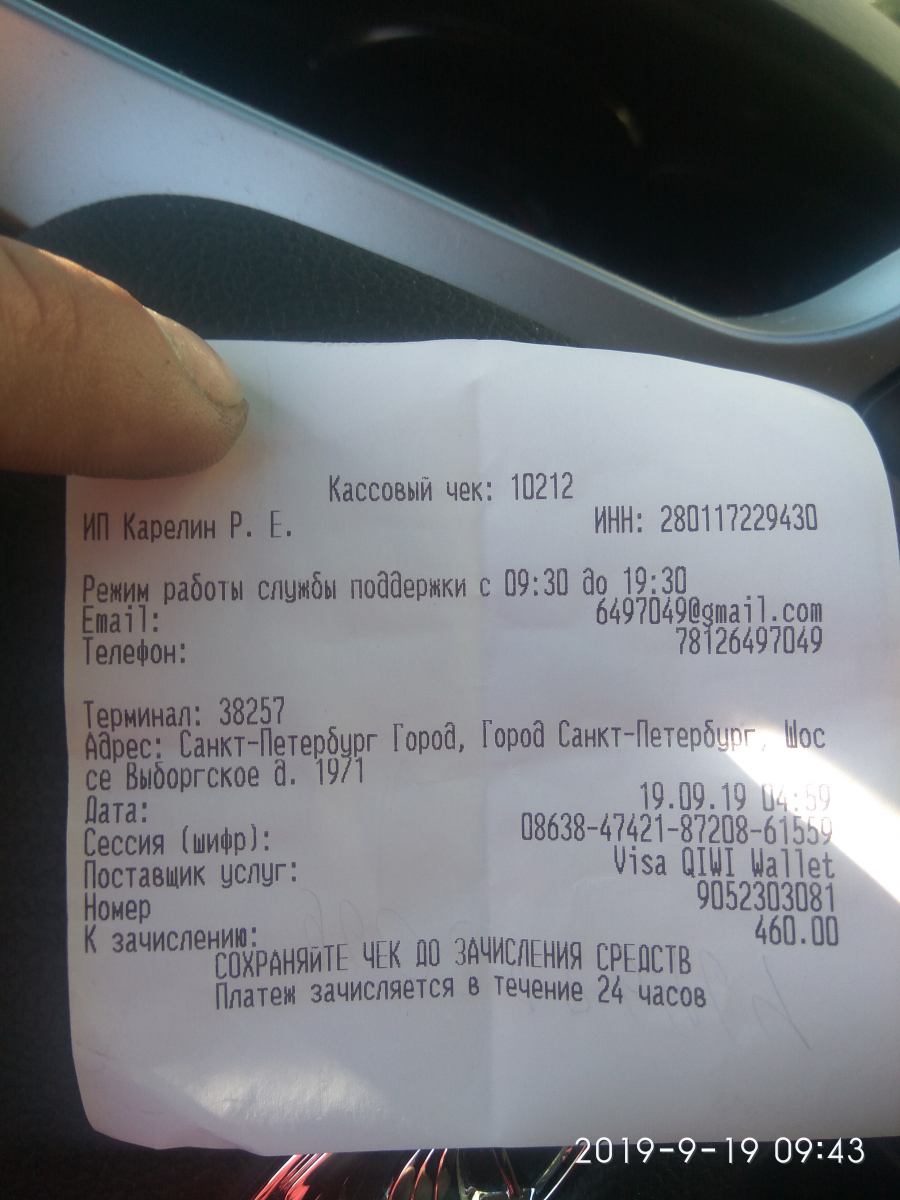 Кассовый чек: 10212
ИП Карелин Р. Е. ИНН: 280117229430
Режим работы службы поддержки с 09:30 до 19:30
Email: 6497049@gmail.com
Телефон: 78126497049
Терминал: 38257
Адрес: Санкт-Петербург Город, Город Санкт-Петербург, Шос
се Выборгское д. 19/1
Дата: 19.09.19 04:59
Сессия (шифр): 08638-47421-87208-61559
Поставщик услуг: Visa QIWI Wallet
Номер 9052303081
К зачислению: 460.00
СОХРАНЯЙТЕ ЧЕК ДО ЗАЧИСЛЕНИЯ СРЕДСТВ
Платеж зачисляется в течение 24 часов
2019-9-19 09:43